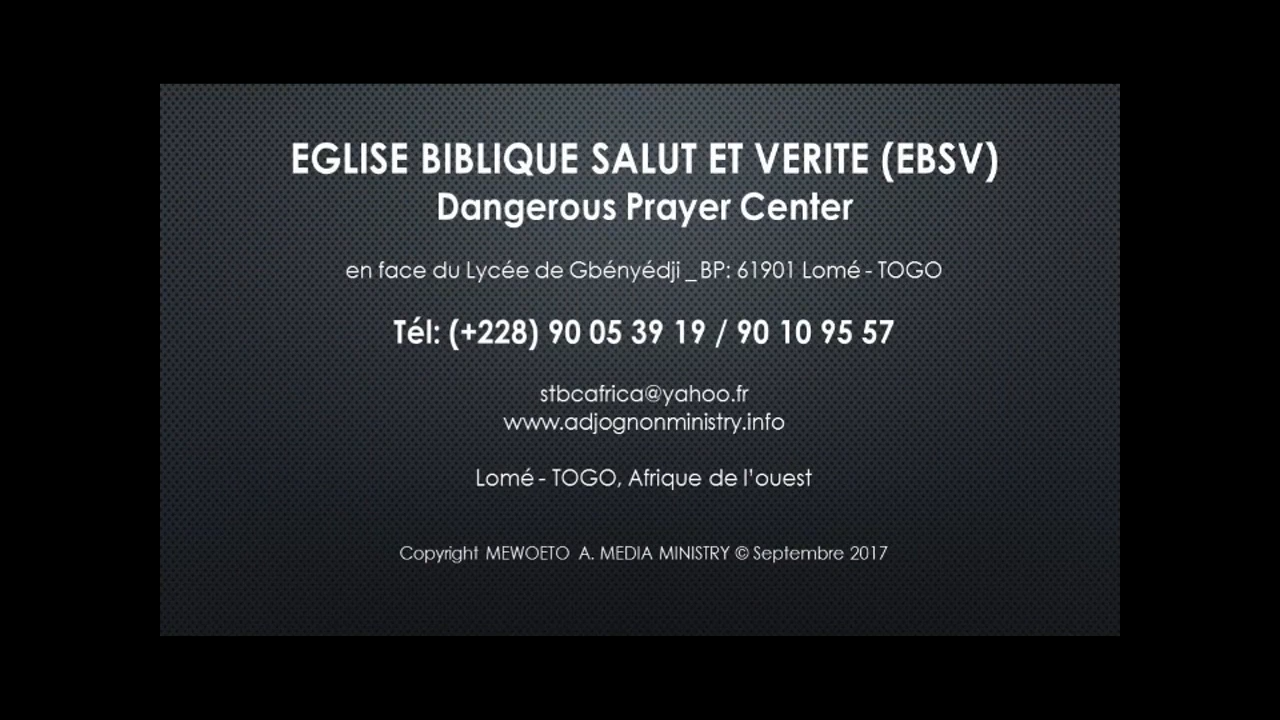 EGLISE BIBLIQUE SALUT ET VERITE (EBSV)
Dangerous Prayer Center
en face du Lycée de Gbényédji _ BP: 61901 Lomé - TOGO
Tél: (+228) 90 05 39 19 / 90 10 95 57
stbcafrica@yahoo.fr
www.adjognonministry.info
Lomé - TOGO, Afrique de l'ouest
Copyright MEWOETO A. MEDIA MINISTRY © Septembre 2017